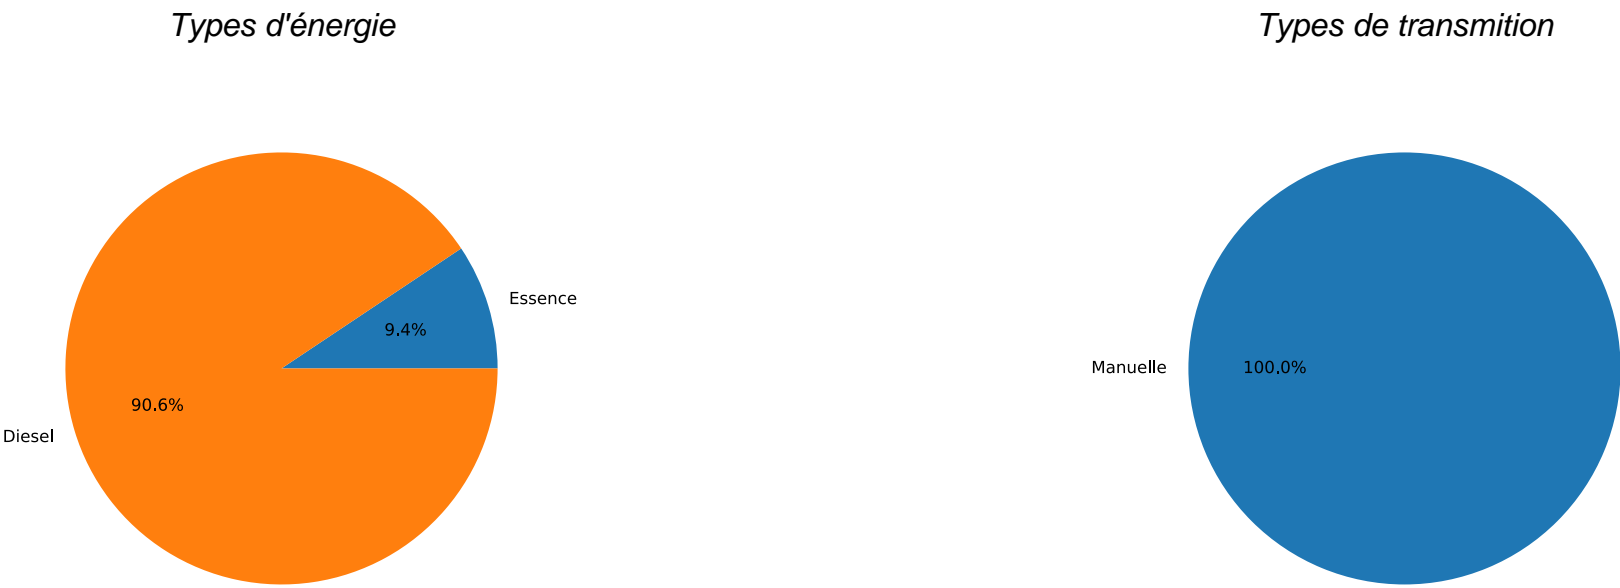 Types d'énergie
Types de transmition
Essence
9.4%
90.6%
Diesel
Manuelle
100.0%